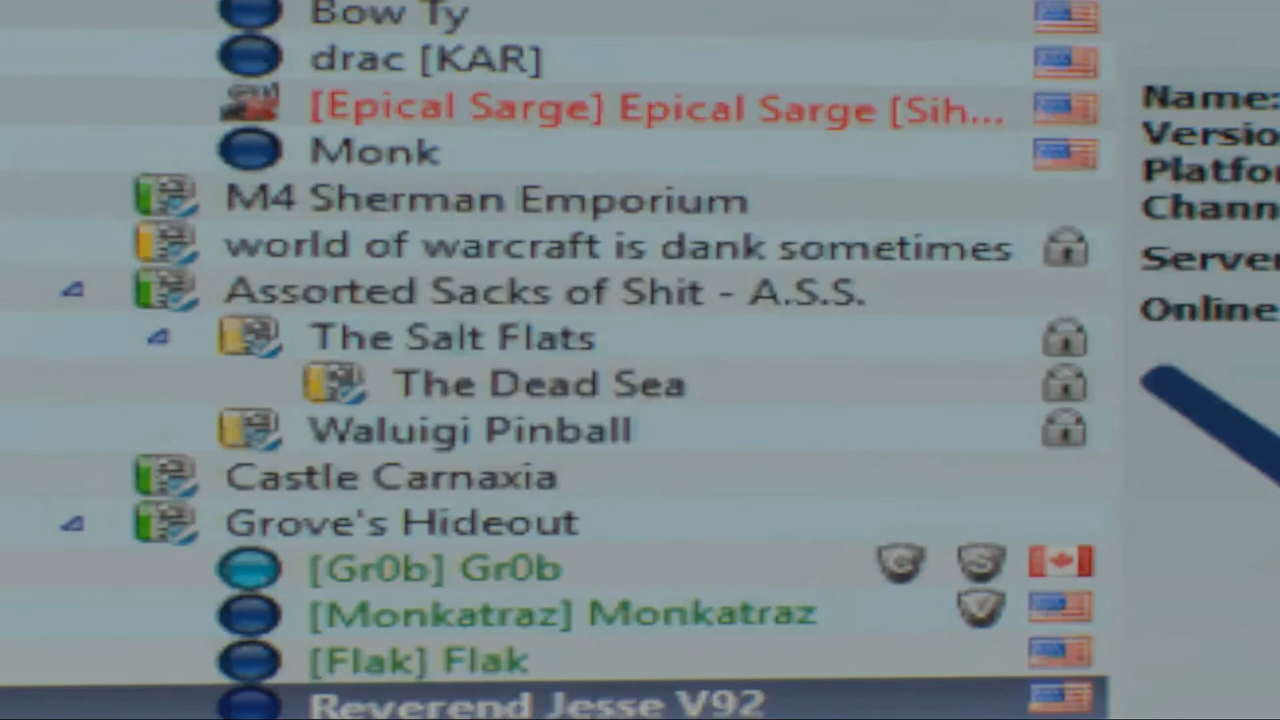 Bow Ty
drac [KAR]
[Epical Sarge] Epical Sarge [Sih...
Monk
M4 Sherman Emporium
world of warcraft is dank sometimes
Assorted Sacks of Shit - A.S.S.
The Salt Flats
The Dead Sea
Waluigi Pinball
Castle Carnaxia
Grove's Hideout
[Gr0b] Gr0b
[Monkatraz] Monkatraz
[Flak] Flak
Reverend Jesse V92
Name:
Versio
Platfo
Chann
Server
Online